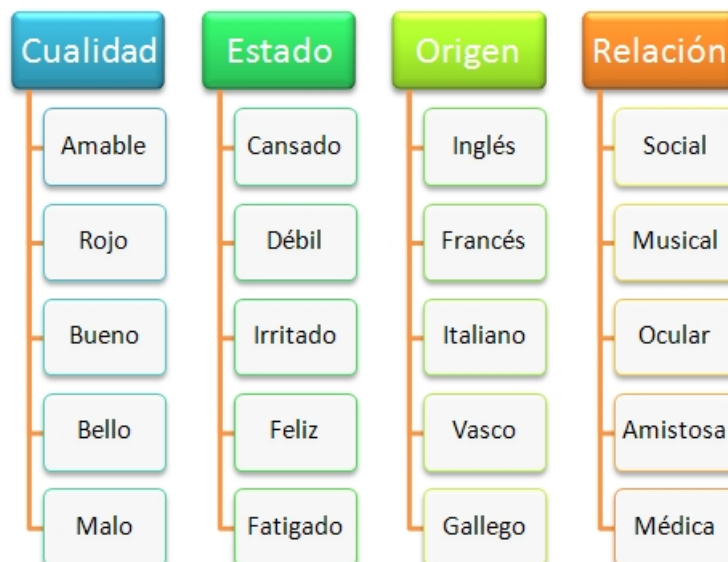 Cualidad
Amable
Rojo
Bueno
Bello
Malo
Estado
Cansado
Débil
Irritado
Feliz
Fatigado
Origen
Inglés
Francés
Italiano
Vasco
Gallego
Relación
Social
Musical
Ocular
Amistosa
Médica